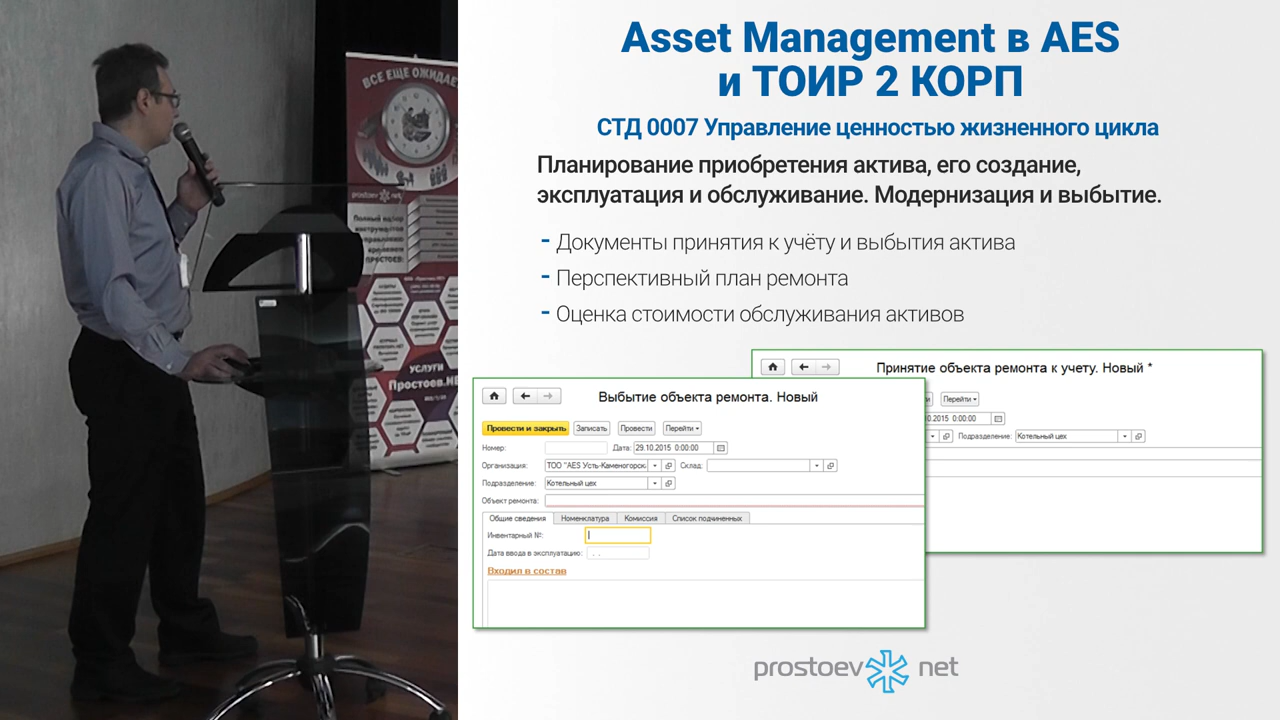 ВСЕ ЕЩЕ ОЖИДАЕ
prostoev net
Полный набор
УСЛУГИ
Простоев.НЕ
Asset Management в AES
и ТОИР 2 КОРП
СТД 0007 Управление ценностью жизненного цикла
Планирование приобретения актива, его создание,
эксплуатация и обслуживание. Модернизация и выбытие.
- Документы принятия к учёту и выбытия актива
- Перспективный план ремонта
- Оценка стоимости обслуживания активов
Принятие объекта ремонта к учету. Новый *
Перейти
10.2015 0:00:00
Подразделение: Котельный цех
Выбытие объекта ремонта. Новый
Провести и закрыть Записать Провести Перейти
Номер: Дата: 29.10.2015 0:00:00
Организация: ТОО "AES Усть-Каменогорск Склад:
Подразделение: Котельный цех
Объект ремонта:
Общие сведения Номенклатура Комиссия Список подчиненных
Инвентарный №:
Дата ввода в эксплуатацию: . .
Входил в состав
prostoev net